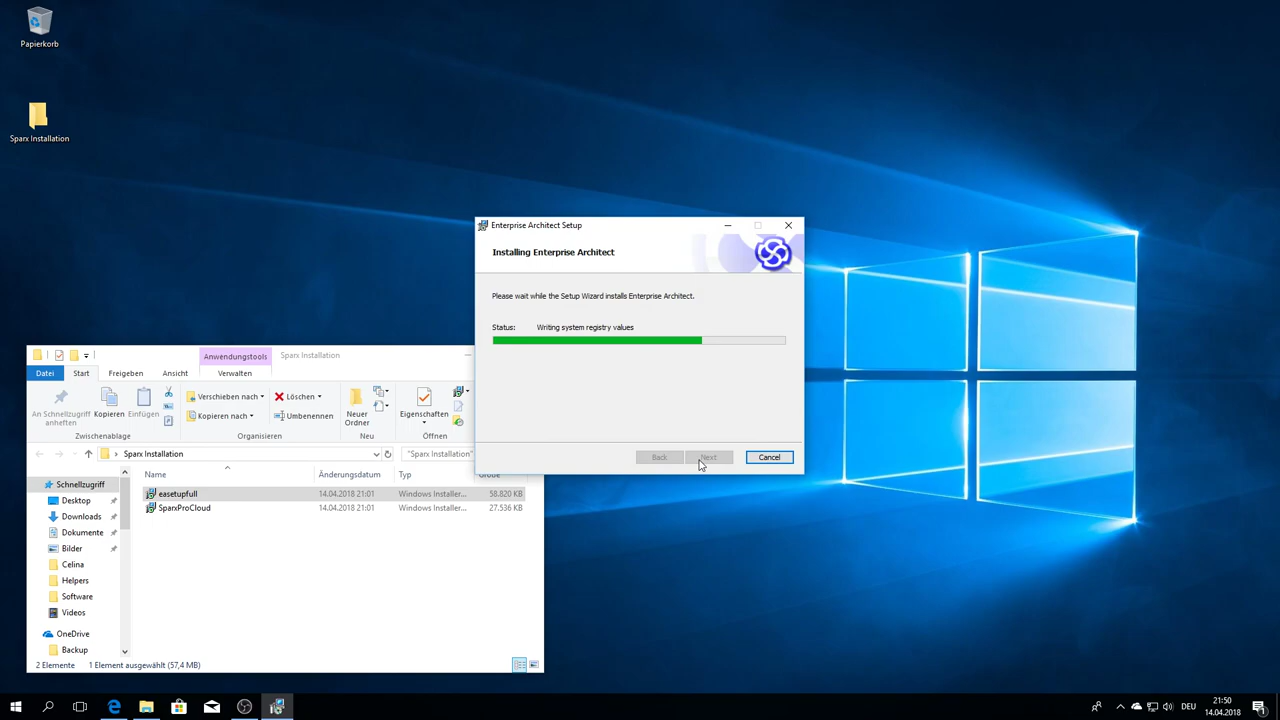 Papierkorb
Sparx Installation
Enterprise Architect Setup
Installing Enterprise Architect
Please wait while the Setup Wizard installs Enterprise Architect.
Status: Writing system registry values
Back Next Cancel
Anwendungstools Sparx Installation
Datei Start Freigeben Ansicht Verwalten
An Schnellzugriff anheften
Kopieren
Einfügen
Verschieben nach
Kopieren nach
Löschen
Umbenennen
Neuer Ordner
Eigenschaften
Zwischenablage Organisieren Neu Öffnen
Sparx Installation "Sparx Installation"
Name Änderungsdatum Typ Größe
easetupfull 14.04.2018 21:01 Windows Installer... 58.820 KB
SparxProCloud 14.04.2018 21:01 Windows Installer... 27.536 KB
Schnellzugriff
Desktop
Downloads
Dokumente
Bilder
Celina
Helpers
Software
Videos
OneDrive
Backup
2 Elemente 1 Element ausgewählt (57,4 MB)
DEU
21:50
14.04.2018
1